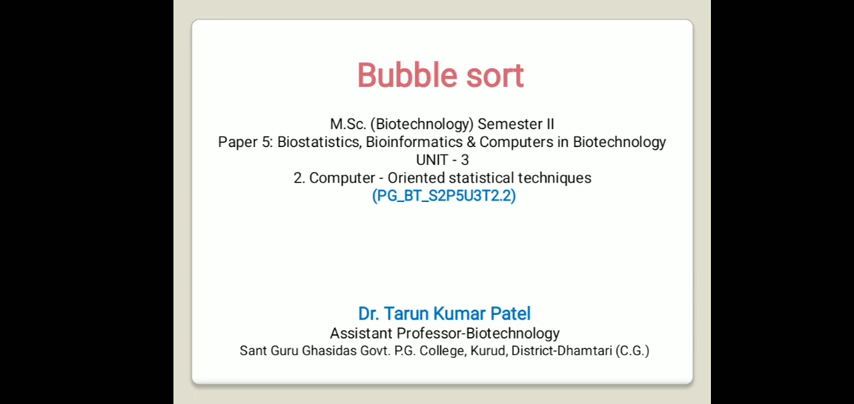 Bubble sort
M.Sc. (Biotechnology) Semester II
Paper 5: Biostatistics, Bioinformatics & Computers in Biotechnology
UNIT - 3
2. Computer - Oriented statistical techniques
(PG_BT_S2P5U3T2.2)
Dr. Tarun Kumar Patel
Assistant Professor-Biotechnology
Sant Guru Ghasidas Govt. P.G. College, Kurud, District-Dhamtari (C.G.)